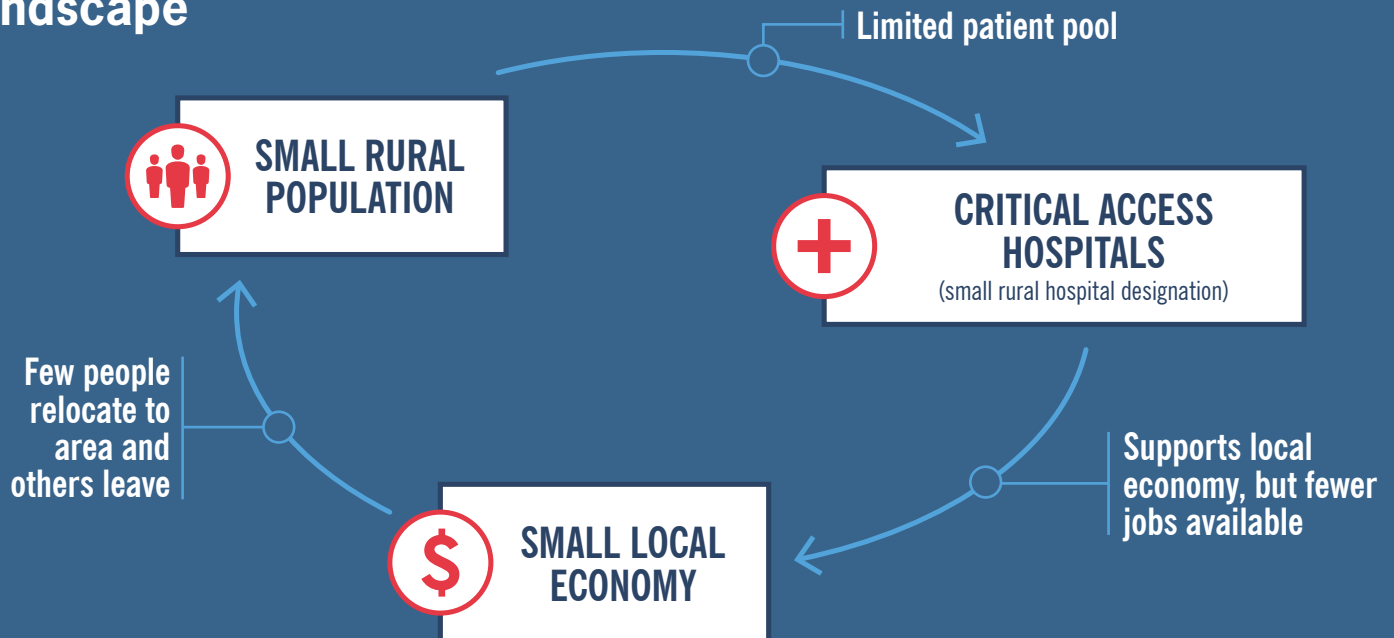 ndscape
Limited patient pool
SMALL RURAL
POPULATION
CRITICAL ACCESS
HOSPITALS
(small rural hospital designation)
Few people
relocate to
area and
others leave
Supports local
economy, but fewer
jobs available
$
SMALL LOCAL
ECONOMY